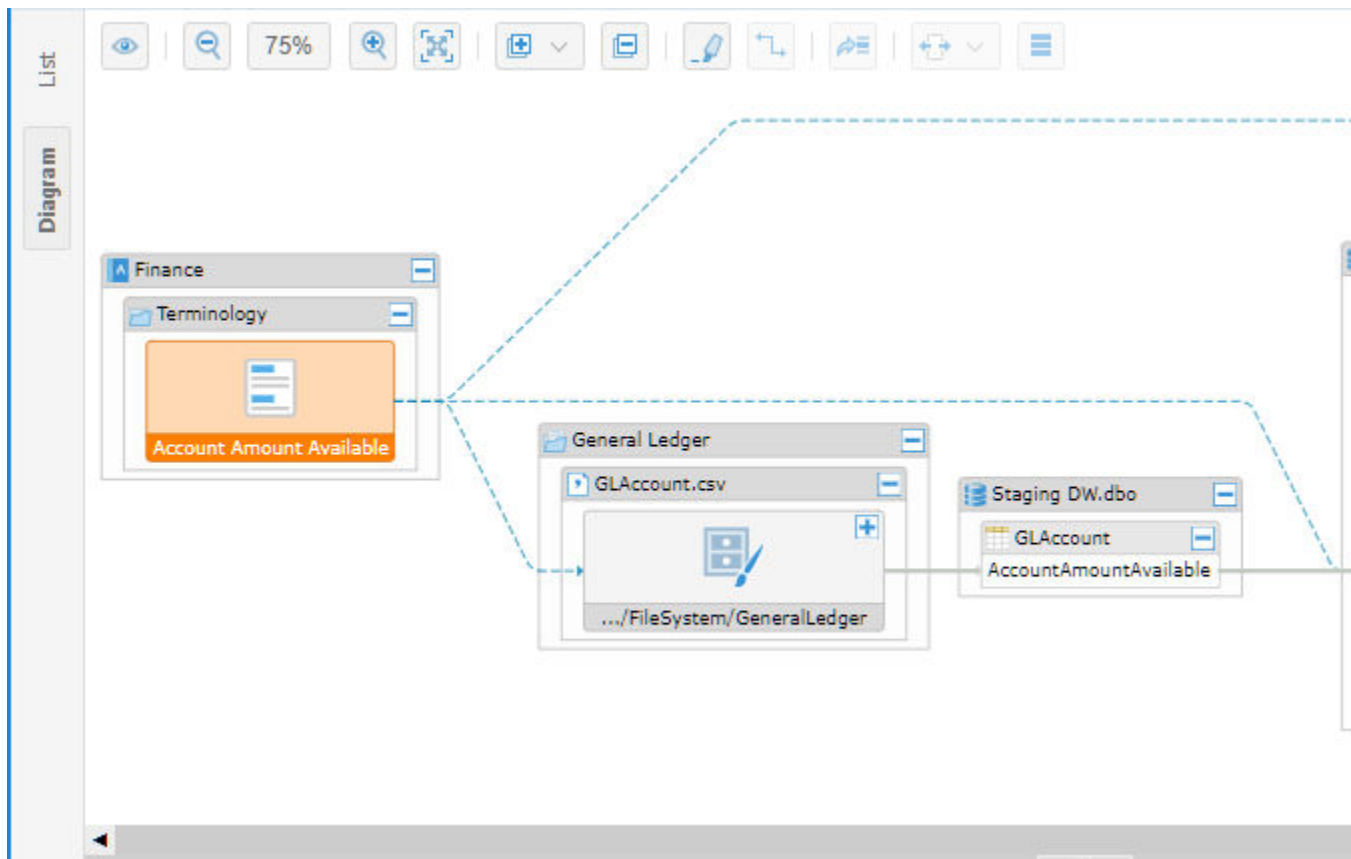 List
Diagram
75%
Finance
Terminology
Account Amount Available
General Ledger
GLAccount.csv
.../FileSystem/GeneralLedger
Staging DW.dbo
GLAccount
AccountAmountAvailable